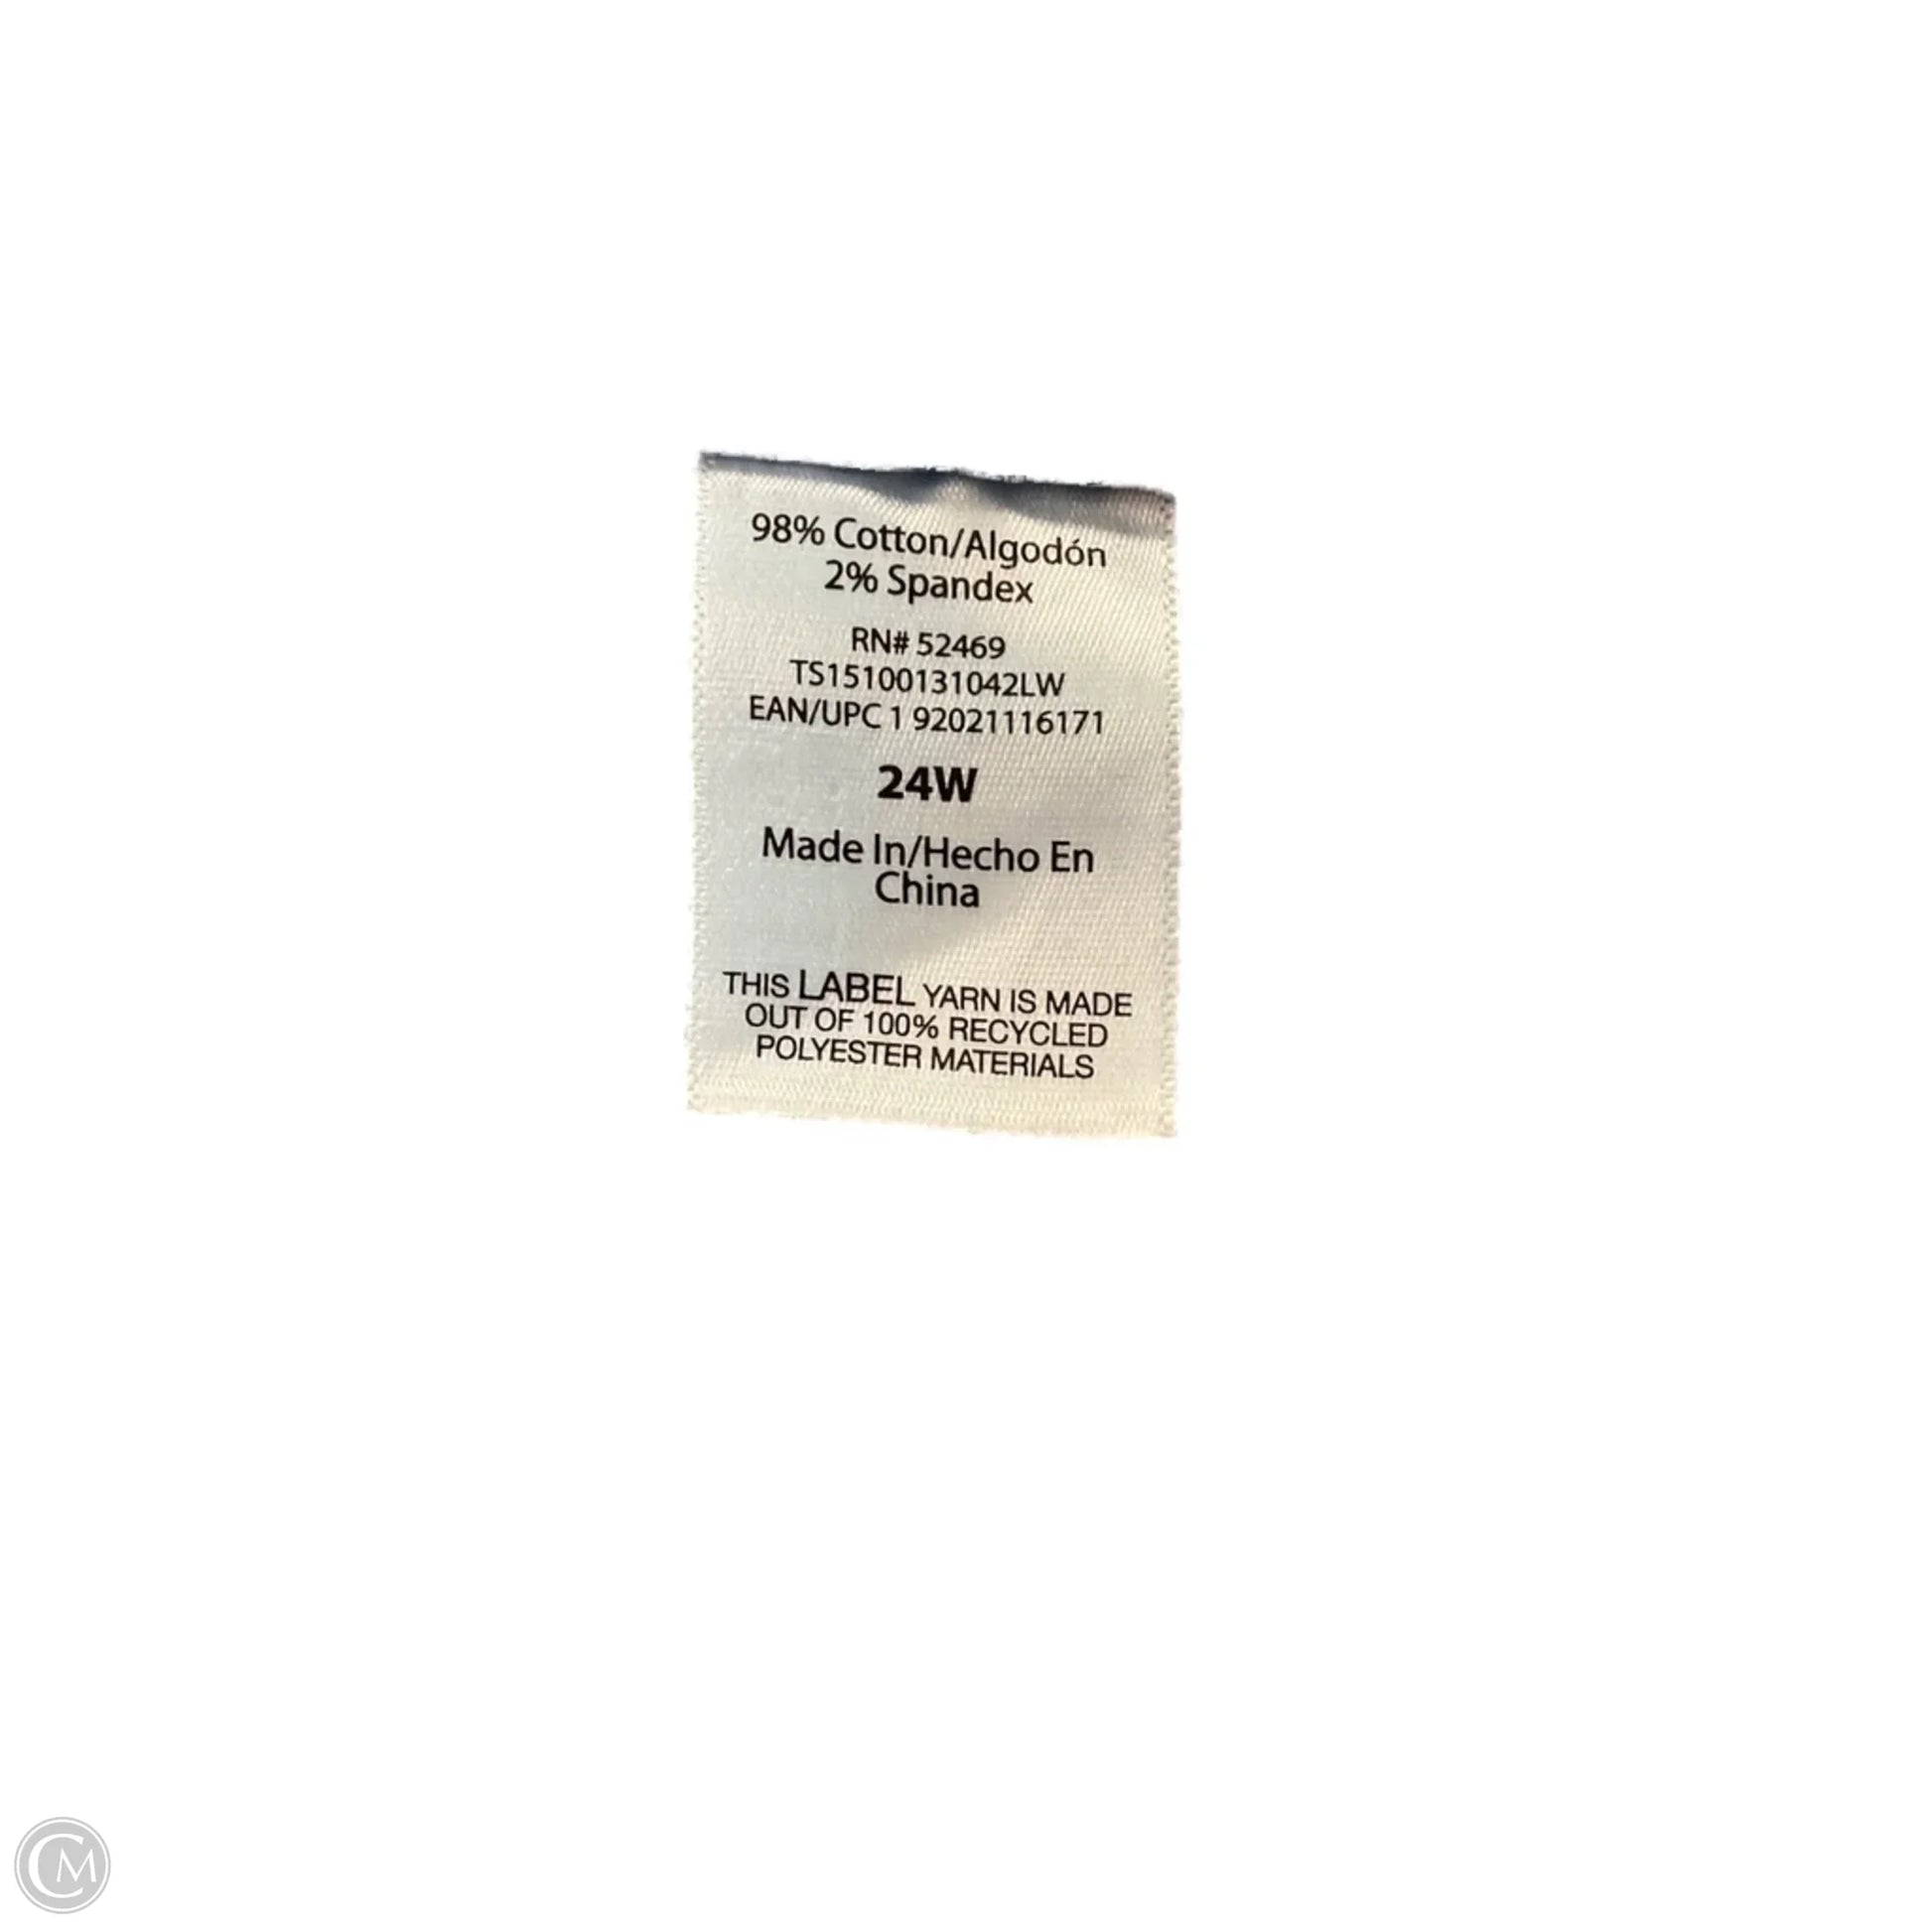 98% Cotton/Algodón
2% Spandex
RN# 52469
TS15100131042LW
EAN/UPC 1 92021116171
24W
Made In/Hecho En
China
THIS LABEL YARN IS MADE
OUT OF 100% RECYCLED
POLYESTER MATERIALS
CM